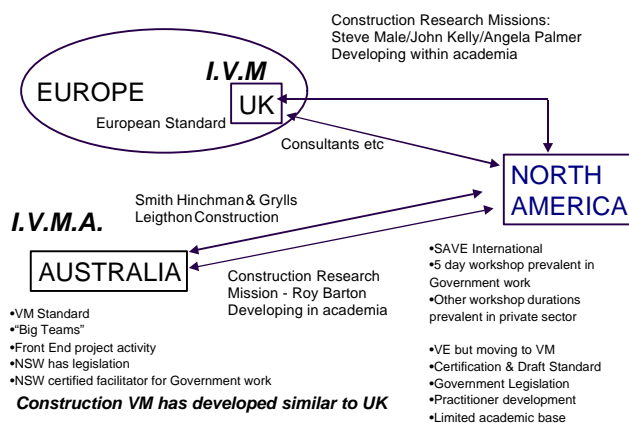 Construction Research Missions:
Steve Male/John Kelly/Angela Palmer
Developing within academia
I.V.M
EUROPE
UK
European Standard
Consultants etc
NORTH
AMERICA
Smith Hinchman & Grylls
Leigthon Construction
I.V.M.A.
AUSTRALIA
Construction Research
Mission - Roy Barton
Developing in academia
•VM Standard
•“Big Teams”
•Front End project activity
•NSW has legislation
•NSW certified facilitator for Government work
Construction VM has developed similar to UK
•SAVE International
•5 day workshop prevalent in
Government work
•Other workshop durations
prevalent in private sector
•VE but moving to VM
•Certification & Draft Standard
•Government Legislation
•Practitioner development
•Limited academic base